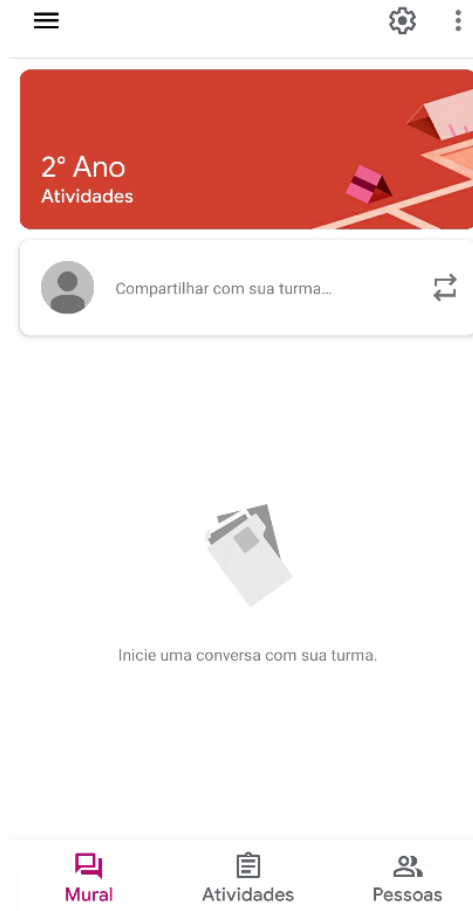 2° Ano
Atividades
Compartilhar com sua turma...
Inicie uma conversa com sua turma.
Mural
Atividades
Pessoas